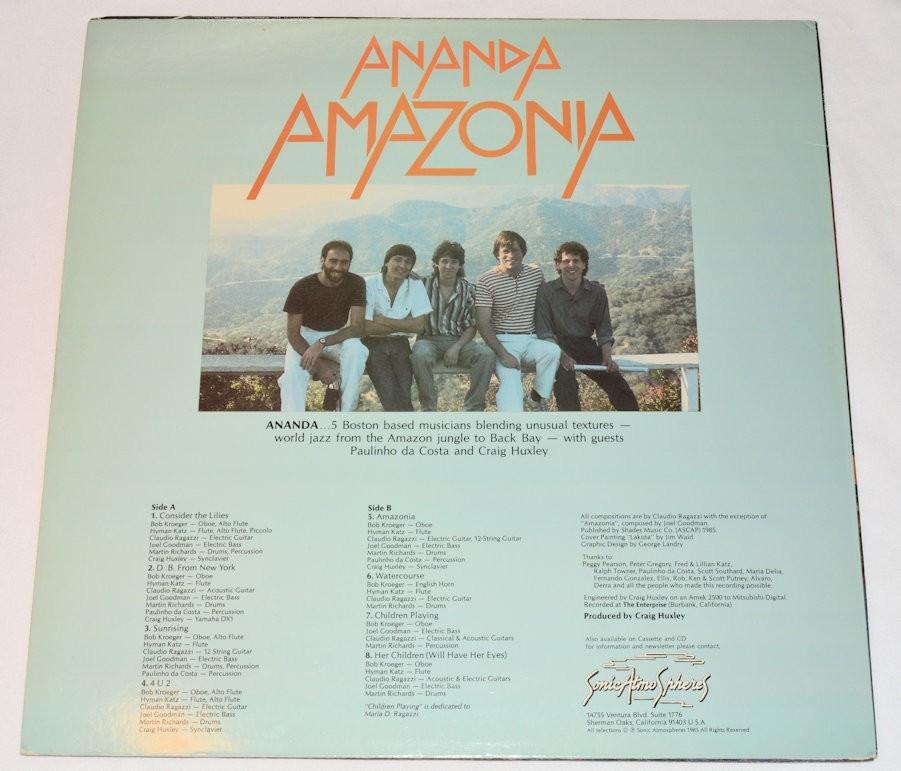 ANANDA
AMAZONIA
ANANDA...5 Boston based musicians blending unusual textures —
world jazz from the Amazon jungle to Back Bay — with guests
Paulinho da Costa and Craig Huxley
Side A
1. Consider the Lilies
Bob Kroeger — Oboe, Alto Flute
Hyman Katz — Flute, Alto Flute, Piccolo
Claudio Ragazzi — Electric Guitar
Joel Goodman — Electric Bass
Martin Richards — Drums, Percussion
Craig Huxley — Synclavier
2. D. B. From New York
Bob Kroeger — Oboe
Hyman Katz — Flute
Claudio Ragazzi — Acoustic Guitar
Joel Goodman — Electric Bass
Martin Richards — Drums
Paulinho da Costa — Percussion
Craig Huxley — Yamaha DX1
3. Sunrising
Bob Kroeger — Oboe, Alto Flute
Hyman Katz — Flute
Claudio Ragazzi — 12 String Guitar
Joel Goodman — Electric Bass
Martin Richards — Drums, Percussion
Paulinho da Costa — Percussion
4. 4 U 2
Bob Kroeger — Oboe, Alto Flute
Hyman Katz — Flute, Alto Flute
Claudio Ragazzi — Electric Guitar
Joel Goodman — Electric Bass
Martin Richards — Drums
Craig Huxley — Synclavier
Side B
5. Amazonia
Bob Kroeger — Oboe
Hyman Katz — Flute
Claudio Ragazzi — Electric Guitar, 12-String Guitar
Joel Goodman — Electric Bass
Martin Richards — Drums
Paulinho da Costa — Percussion
Craig Huxley — Synclavier
6. Watercourse
Bob Kroeger — English Horn
Hyman Katz — Flute
Claudio Ragazzi — Electric Guitar
Martin Richards — Drums
7. Children Playing
Bob Kroeger — Oboe
Hyman Katz — Flute
Joel Goodman — Electric Bass
Claudio Ragazzi — Classical & Acoustic Guitars
Martin Richards — Percussion
8. Her Children (Will Have Her Eyes)
Bob Kroeger — Oboe
Hyman Katz — Flute
Claudio Ragazzi — Acoustic & Electric Guitars
Joel Goodman — Electric Bass
Martin Richards — Drums
"Children Playing" is dedicated to
Maria D. Ragazzi
All compositions are by Claudio Ragazzi with the exception of
"Amazonia", composed by Joel Goodman.
Published by Shades Music Co. (ASCAP) 1985.
Cover Painting "Lakota" by Jim Waid
Graphic Design by George Landry
Thanks to:
Peggy Pearson, Peter Gregory, Fred & Lillian Katz,
Ralph Towner, Paulinho da Costa, Scott Southard, Maria Delia,
Fernando Gonzalez, Ellis, Rob, Ken & Scott Putney, Alvaro,
Derra and all the people who made this recording possible.
Engineered by Craig Huxley on an Amek 2500 to Mitsubishi Digital.
Recorded at The Enterprise (Burbank, California)
Produced by Craig Huxley
Also available on Cassette and CD
for information and newsletter please contact,
Sonic Atmo Spheres
14755 Ventura Blvd. Suite 1776
Sherman Oaks, California 91403 U.S.A.
All selections © ℗ Sonic Atmospheres 1985 All Rights Reserved